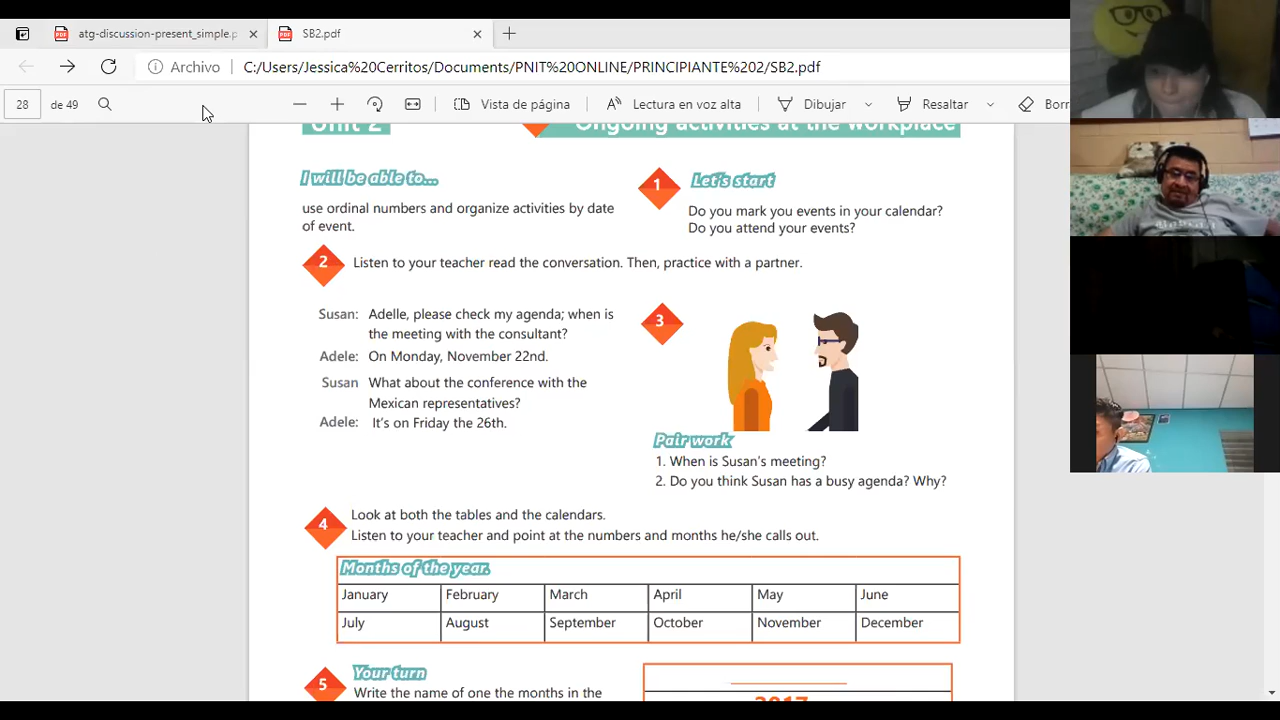 atg-discussion-present_simple.p
SB2.pdf
Archivo
C:/Users/Jessica%20Cerritos/Documents/PNIT%20ONLINE/PRINCIPIANTE%202/SB2.pdf
28 de 49
Vista de página
Lectura en voz alta
Dibujar
Resaltar
Borr
Unit 2
Ongoing activities at the workplace
I will be able to...
use ordinal numbers and organize activities by date
of event.
1 Let's start
Do you mark you events in your calendar?
Do you attend your events?
2 Listen to your teacher read the conversation. Then, practice with a partner.
Susan: Adelle, please check my agenda; when is
the meeting with the consultant?
Adele: On Monday, November 22nd.
Susan What about the conference with the
Mexican representatives?
Adele: It's on Friday the 26th.
3
Pair work
1. When is Susan's meeting?
2. Do you think Susan has a busy agenda? Why?
4 Look at both the tables and the calendars.
Listen to your teacher and point at the numbers and months he/she calls out.
Months of the year.
January February March April May June
July August September October November December
5 Your turn
Write the name of one the months in the
2017